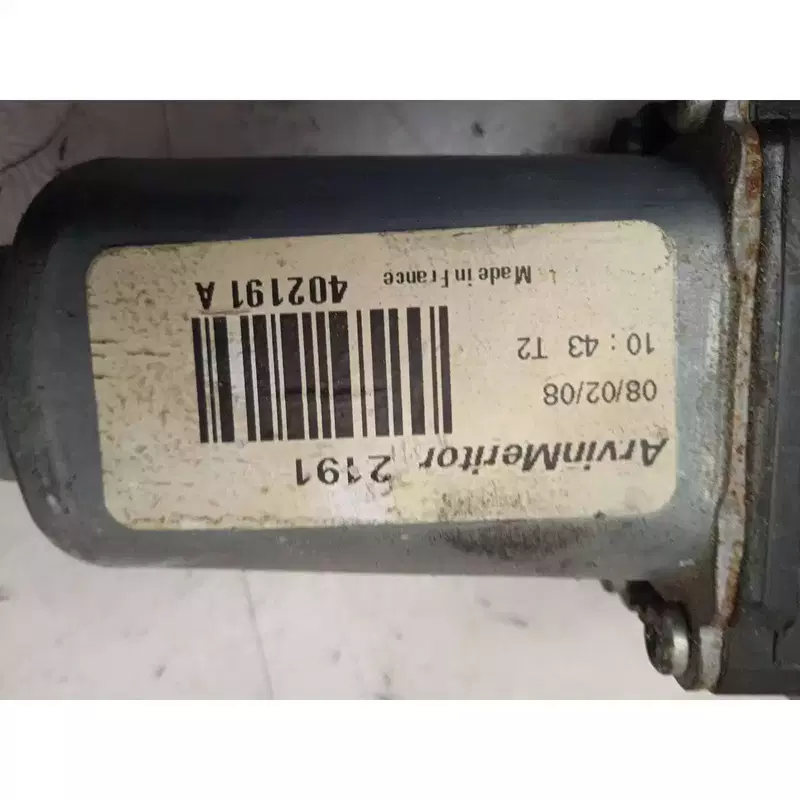 ArvinMeritor 2191
08/02/08
10:43 T2
402191 A
Made in France